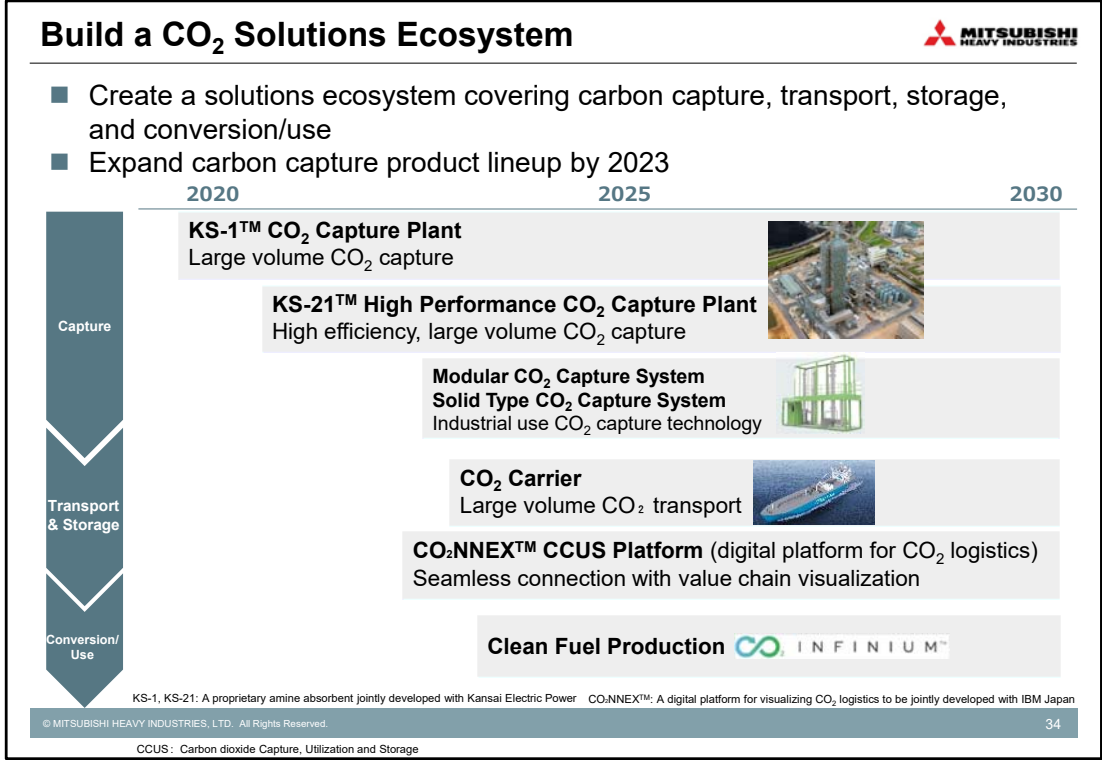 Build a CO₂ Solutions Ecosystem
MITSUBISHI
HEAVY INDUSTRIES
■ Create a solutions ecosystem covering carbon capture, transport, storage,
and conversion/use
■ Expand carbon capture product lineup by 2023
2020 2025 2030
Capture
KS-1™ CO₂ Capture Plant
Large volume CO₂ capture
KS-21™ High Performance CO₂ Capture Plant
High efficiency, large volume CO₂ capture
Modular CO₂ Capture System
Solid Type CO₂ Capture System
Industrial use CO₂ capture technology
Transport
& Storage
CO₂ Carrier
Large volume CO₂ transport
CO₂NNEX™ CCUS Platform (digital platform for CO₂ logistics)
Seamless connection with value chain visualization
Conversion/
Use
Clean Fuel Production CO₂ INFINIUM™
KS-1, KS-21: A proprietary amine absorbent jointly developed with Kansai Electric Power CO₂NNEX™: A digital platform for visualizing CO₂ logistics to be jointly developed with IBM Japan
© MITSUBISHI HEAVY INDUSTRIES, LTD. All Rights Reserved. 34
CCUS : Carbon dioxide Capture, Utilization and Storage